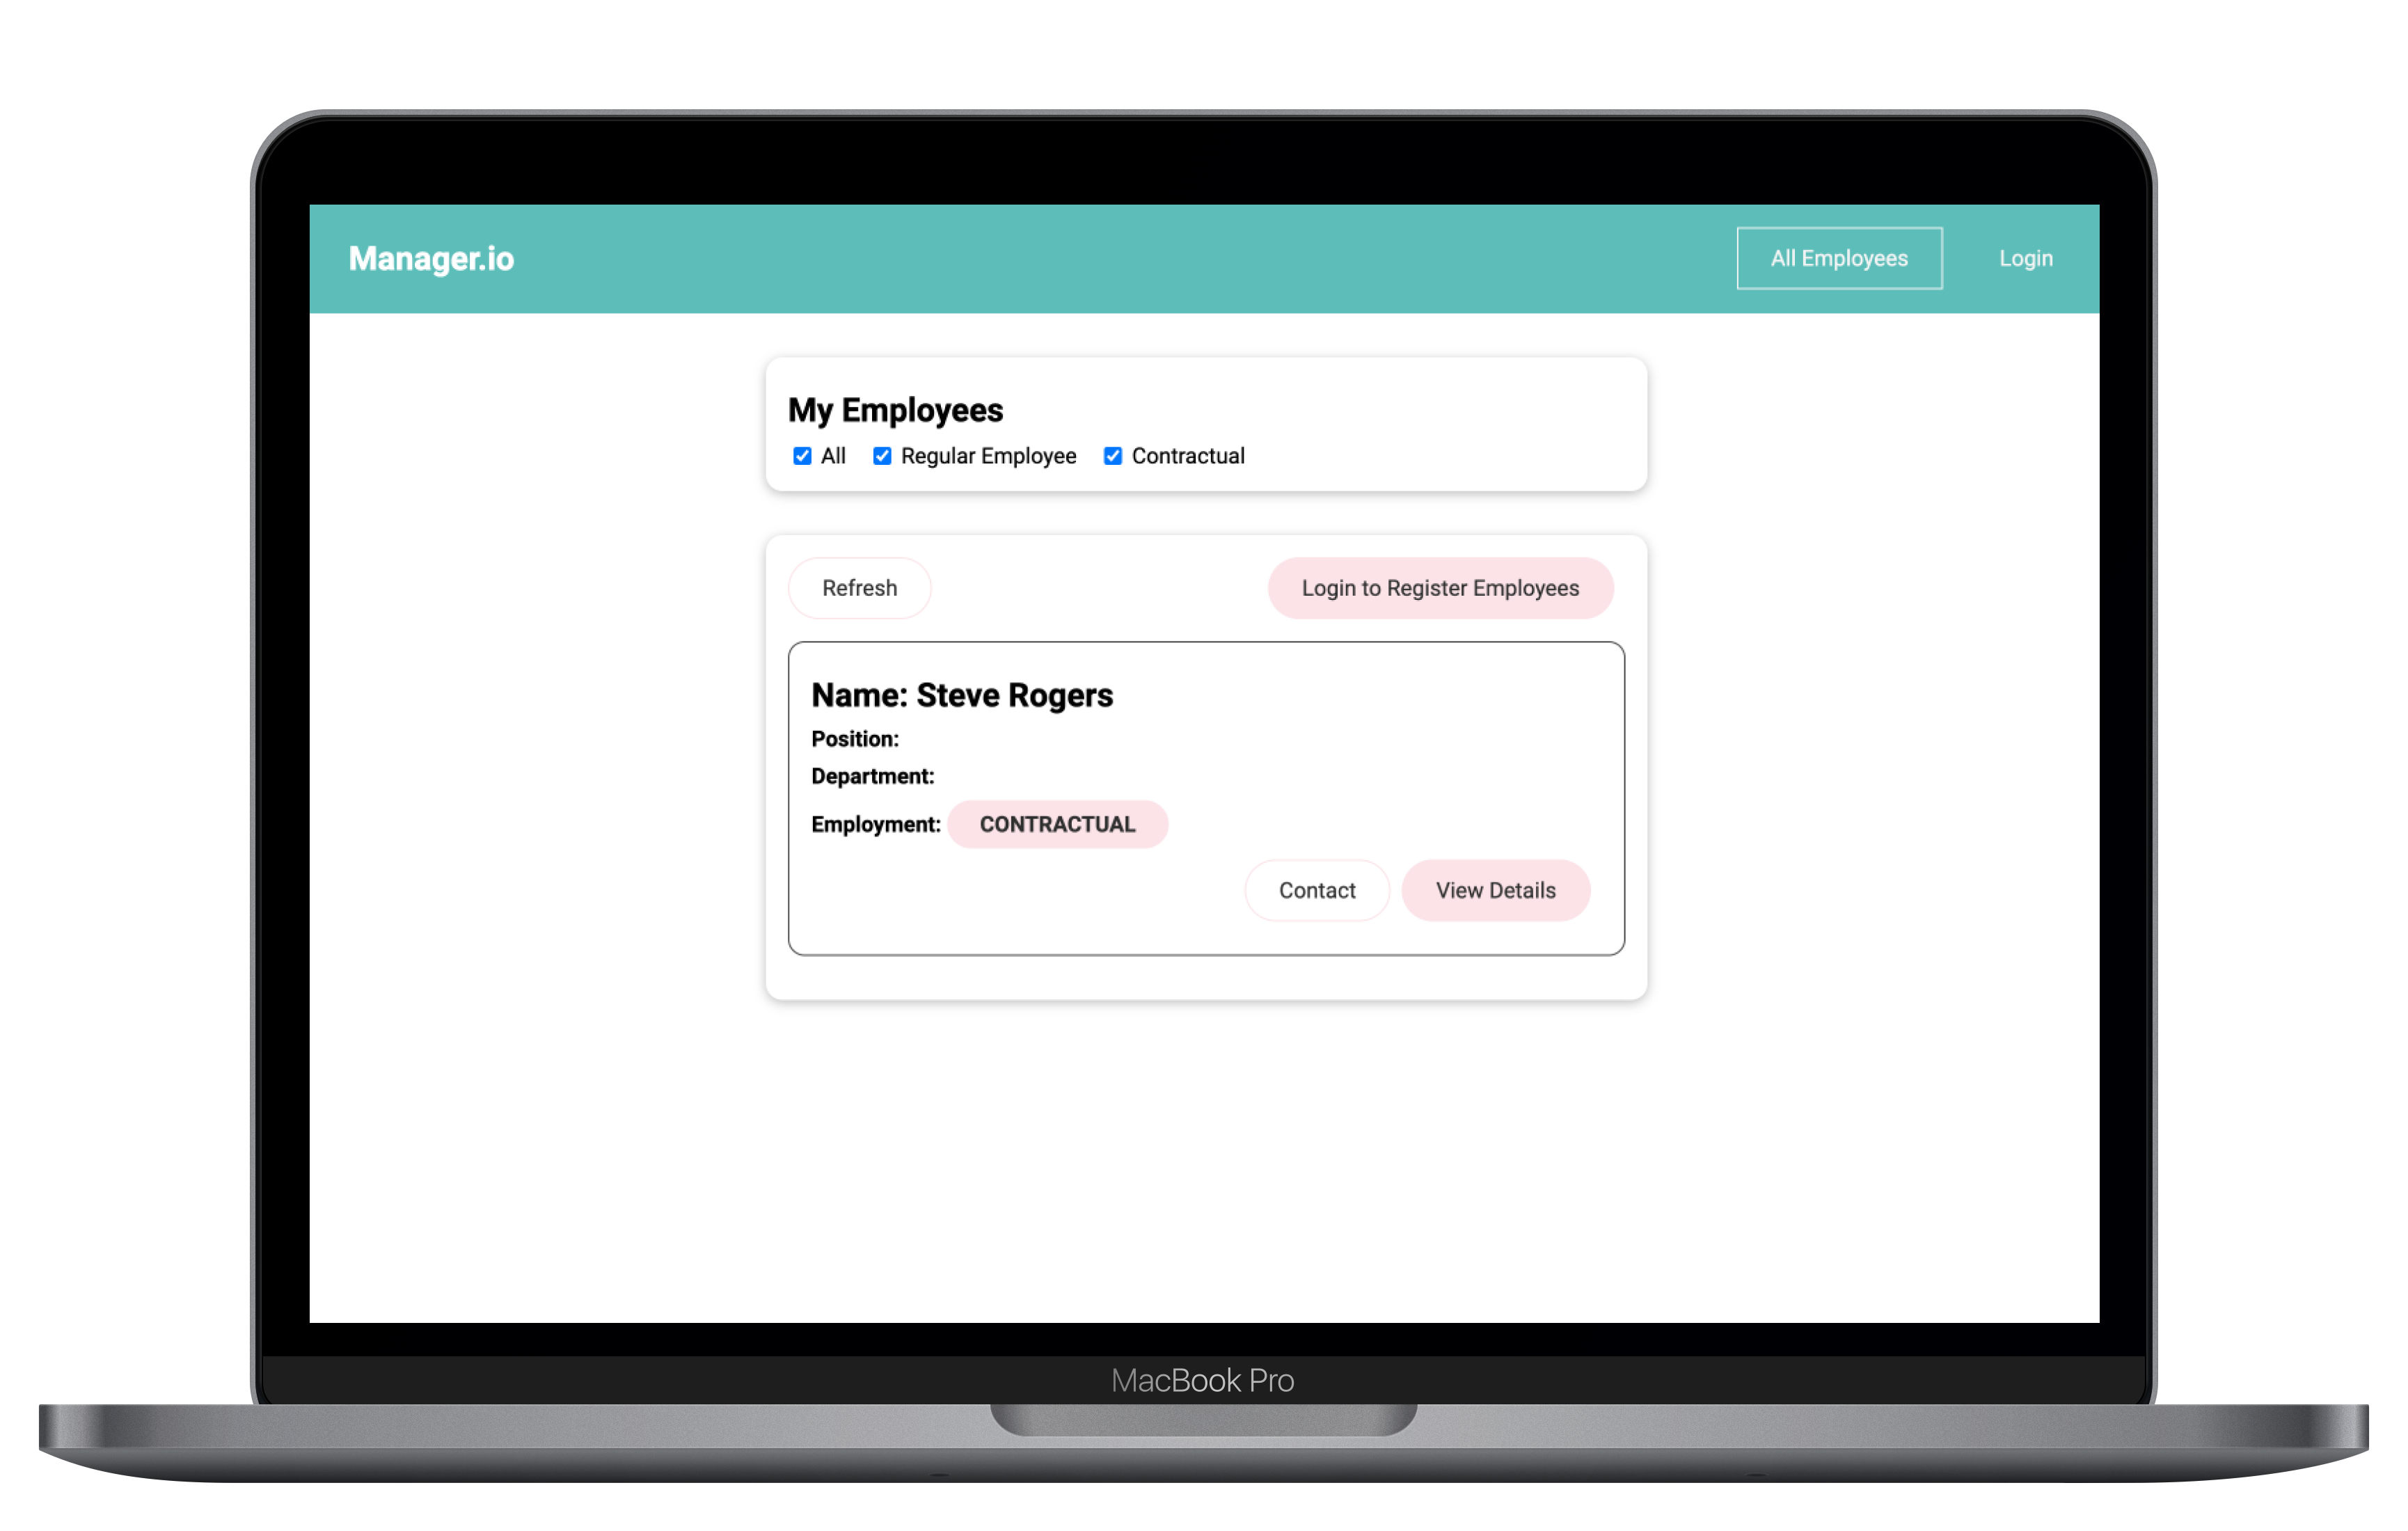 Manager.io
All Employees
Login
My Employees
All
Regular Employee
Contractual
Refresh
Login to Register Employees
Name: Steve Rogers
Position:
Department:
Employment: CONTRACTUAL
Contact
View Details
MacBook Pro